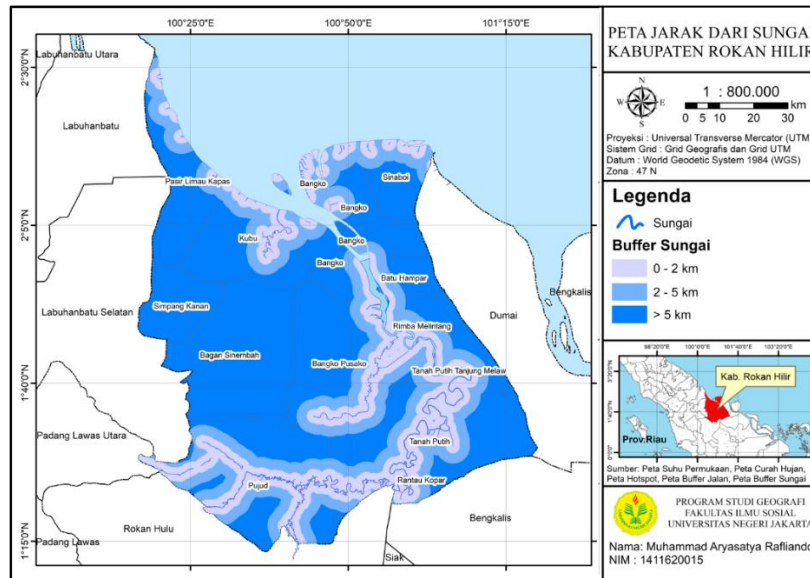 100°25'0"E
100°50'0"E
101°15'0"E
2°30'0"N
2°5'0"N
1°40'0"N
1°15'0"N
Labuhanbatu Utara
Labuhanbatu
Pasir Limau Kapas
Bangko
Sinaboi
Bangko
Kubu
Bangko
Bangko
Batu Hampar
Bengkalis
Simpang Kanan
Labuhanbatu Selatan
Dumai
Rimba Melintang
Bagan Sinembah
Bangko Pusako
Tanah Putih Tanjung Melaw
Padang Lawas Utara
Tanah Putih
Pujud
Rantau Kopar
Rokan Hulu
Bengkalis
Padang Lawas
Siak
PETA JARAK DARI SUNGA
KABUPATEN ROKAN HILIR
N
W E
S
1 : 800.000
0 5 10 20 30
KM
Proyeksi : Universal Transverse Mercator (UTM
Sistem Grid : Grid Geografis dan Grid UTM
Datum : World Geodetic System 1984 (WGS)
Zona : 47 N
Legenda
Sungai
Buffer Sungai
0 - 2 km
2 - 5 km
> 5 km
Kab. Rokan Hilir
Prov.Riau
Sumber: Peta Suhu Permukaan, Peta Curah Hujan,
Peta Hotspot, Peta Buffer Jalan, Peta Buffer Sungai
PROGRAM STUDI GEOGRAFI
FAKULTAS ILMU SOSIAL
UNIVERSITAS NEGERI JAKARTA
Nama: Muhammad Aryasatya Rafliando
NIM : 1411620015